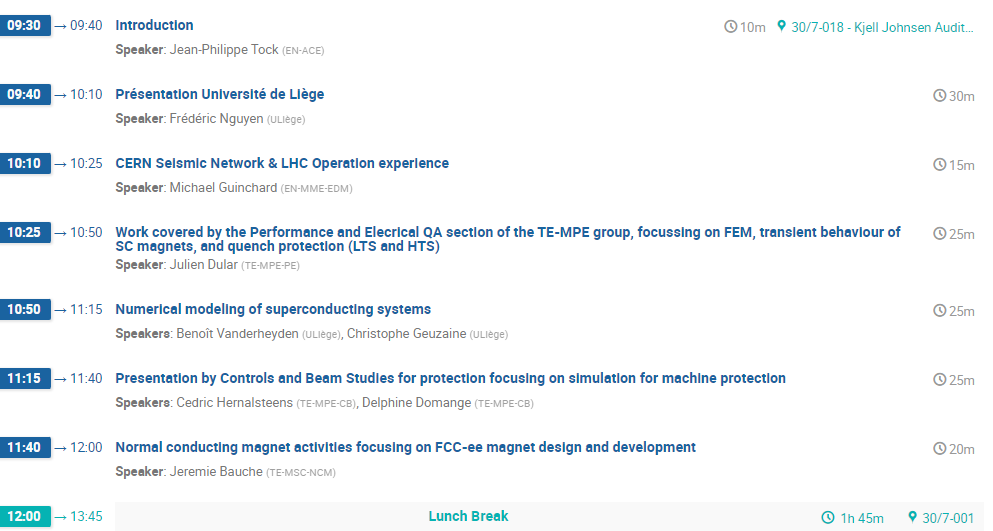 09:30 → 09:40 Introduction 10m 30/7-018 - Kjell Johnsen Audit...
Speaker: Jean-Philippe Tock (EN-ACE)
09:40 → 10:10 Présentation Université de Liège 30m
Speaker: Frédéric Nguyen (ULiège)
10:10 → 10:25 CERN Seismic Network & LHC Operation experience 15m
Speaker: Michael Guinchard (EN-MME-EDM)
10:25 → 10:50 Work covered by the Performance and Elecrical QA section of the TE-MPE group, focussing on FEM, transient behaviour of 25m
SC magnets, and quench protection (LTS and HTS)
Speaker: Julien Dular (TE-MPE-PE)
10:50 → 11:15 Numerical modeling of superconducting systems 25m
Speakers: Benoît Vanderheyden (ULiège), Christophe Geuzaine (ULiège)
11:15 → 11:40 Presentation by Controls and Beam Studies for protection focusing on simulation for machine protection 25m
Speakers: Cedric Hernalsteens (TE-MPE-CB), Delphine Domange (TE-MPE-CB)
11:40 → 12:00 Normal conducting magnet activities focusing on FCC-ee magnet design and development 20m
Speaker: Jeremie Bauche (TE-MSC-NCM)
12:00 → 13:45 Lunch Break 1h 45m 30/7-001